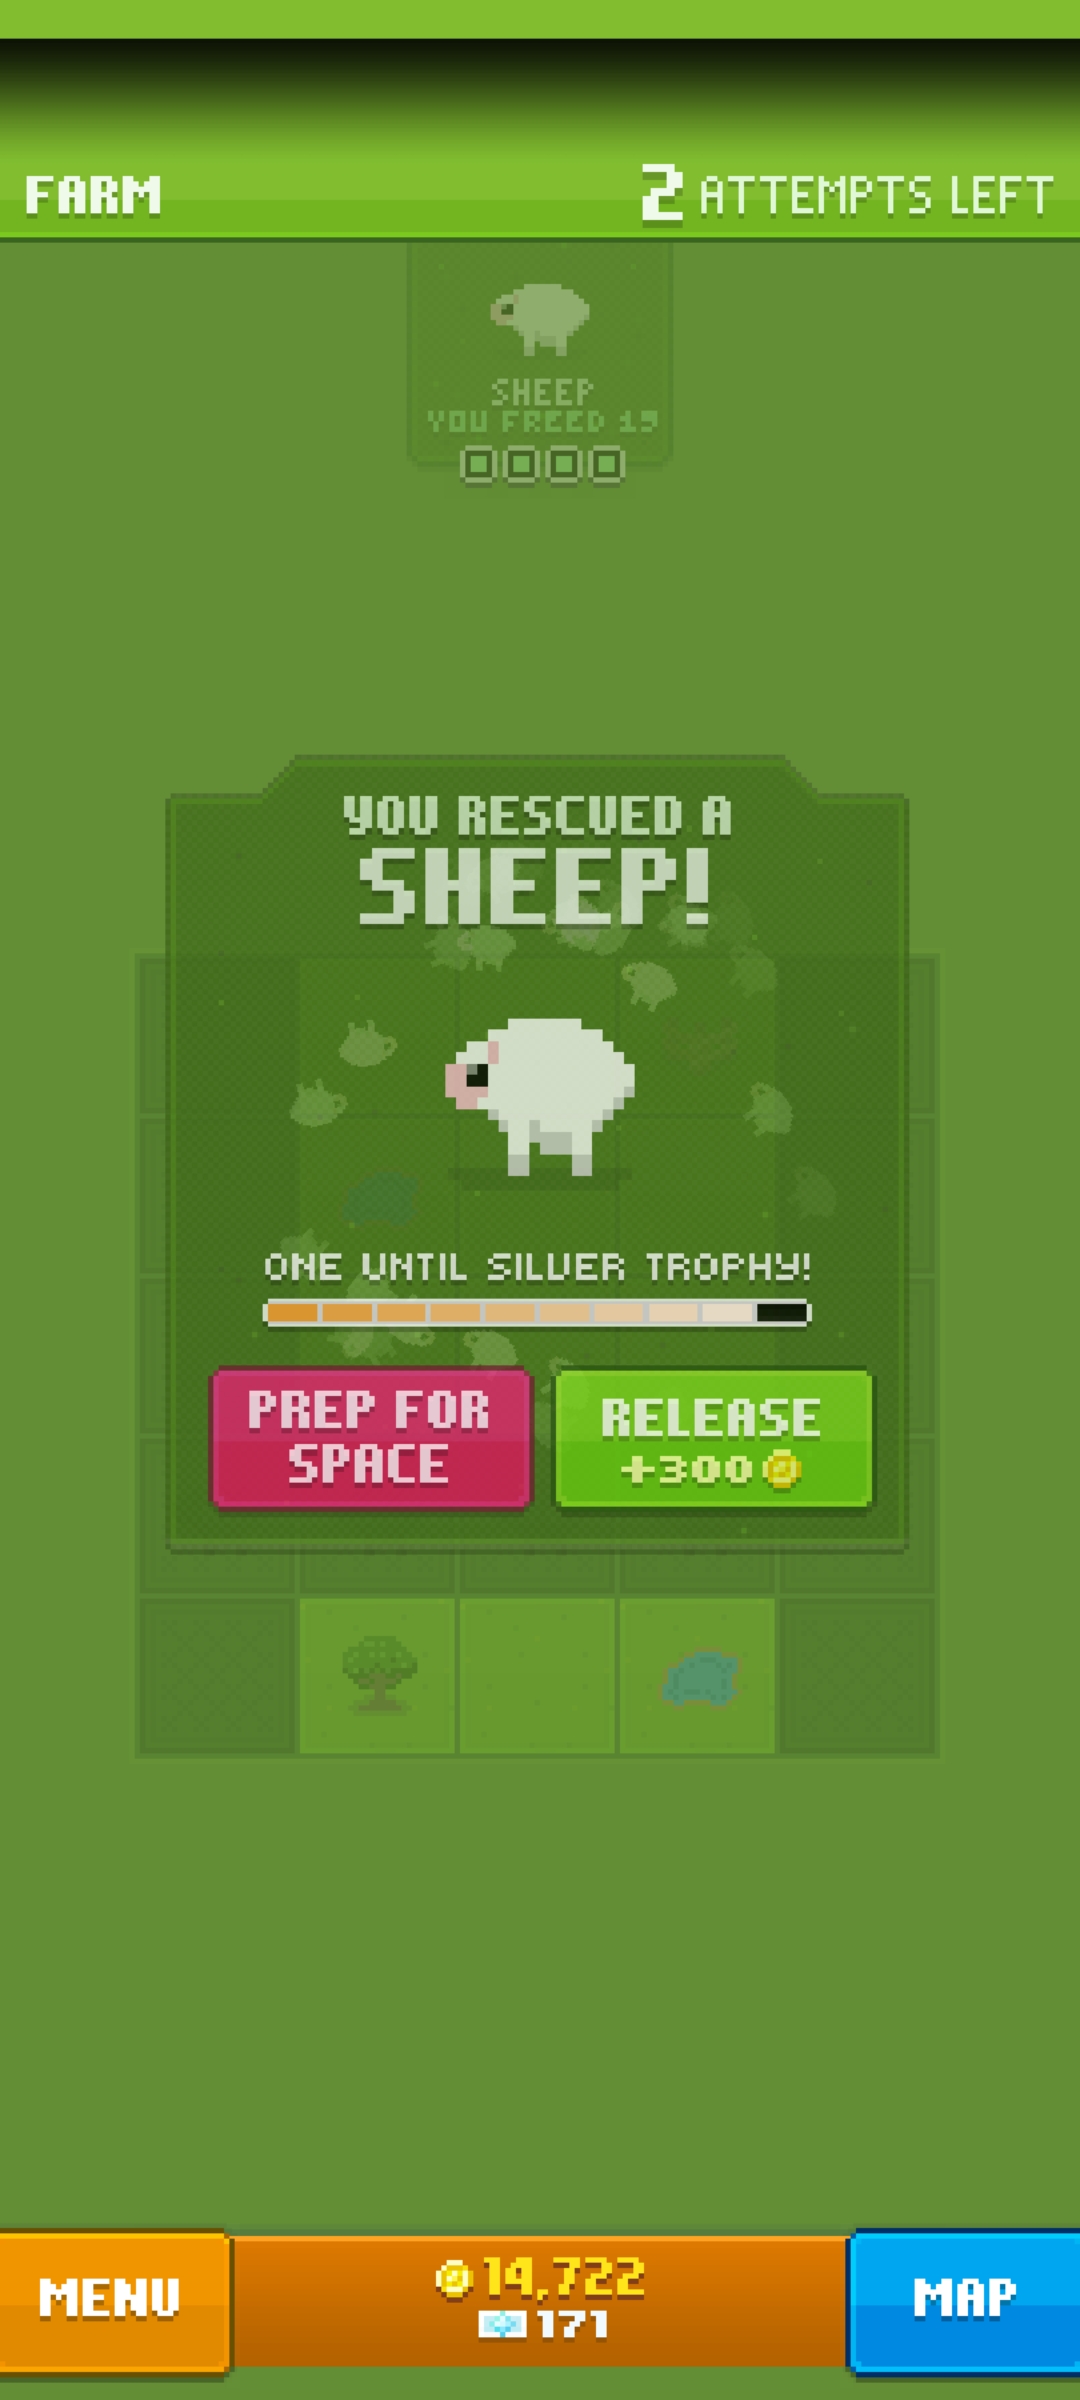 FARM
2 ATTEMPTS LEFT
SHEEP
YOU FREED 19
YOU RESCUED A
SHEEP!
ONE UNTIL SILVER TROPHY!
PREP FOR
SPACE
RELEASE
+300
MENU
14,722
171
MAP